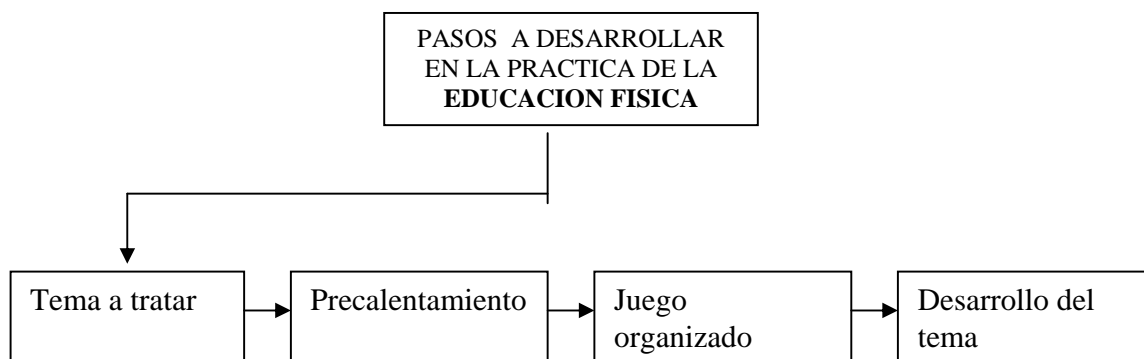 PASOS A DESARROLLAR
EN LA PRACTICA DE LA
EDUCACION FISICA
Tema a tratar
Precalentamiento
Juego
organizado
Desarrollo del
tema